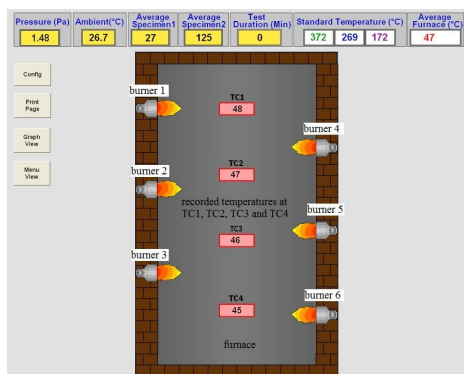 Pressure (Pa)
1.48
Ambient(°C)
26.7
Average
Specimen1
27
Average
Specimen2
125
Test
Duration (Min)
0
Standard Temperature (°C)
372 269 172
Average
Furnace (°C)
47
Config
Print
Page
Graph
View
Menu
View
burner 1
TC1
48
burner 4
TC2
47
burner 2
recorded temperatures at
TC1, TC2, TC3 and TC4
burner 5
TC3
46
burner 3
burner 6
TC4
45
furnace